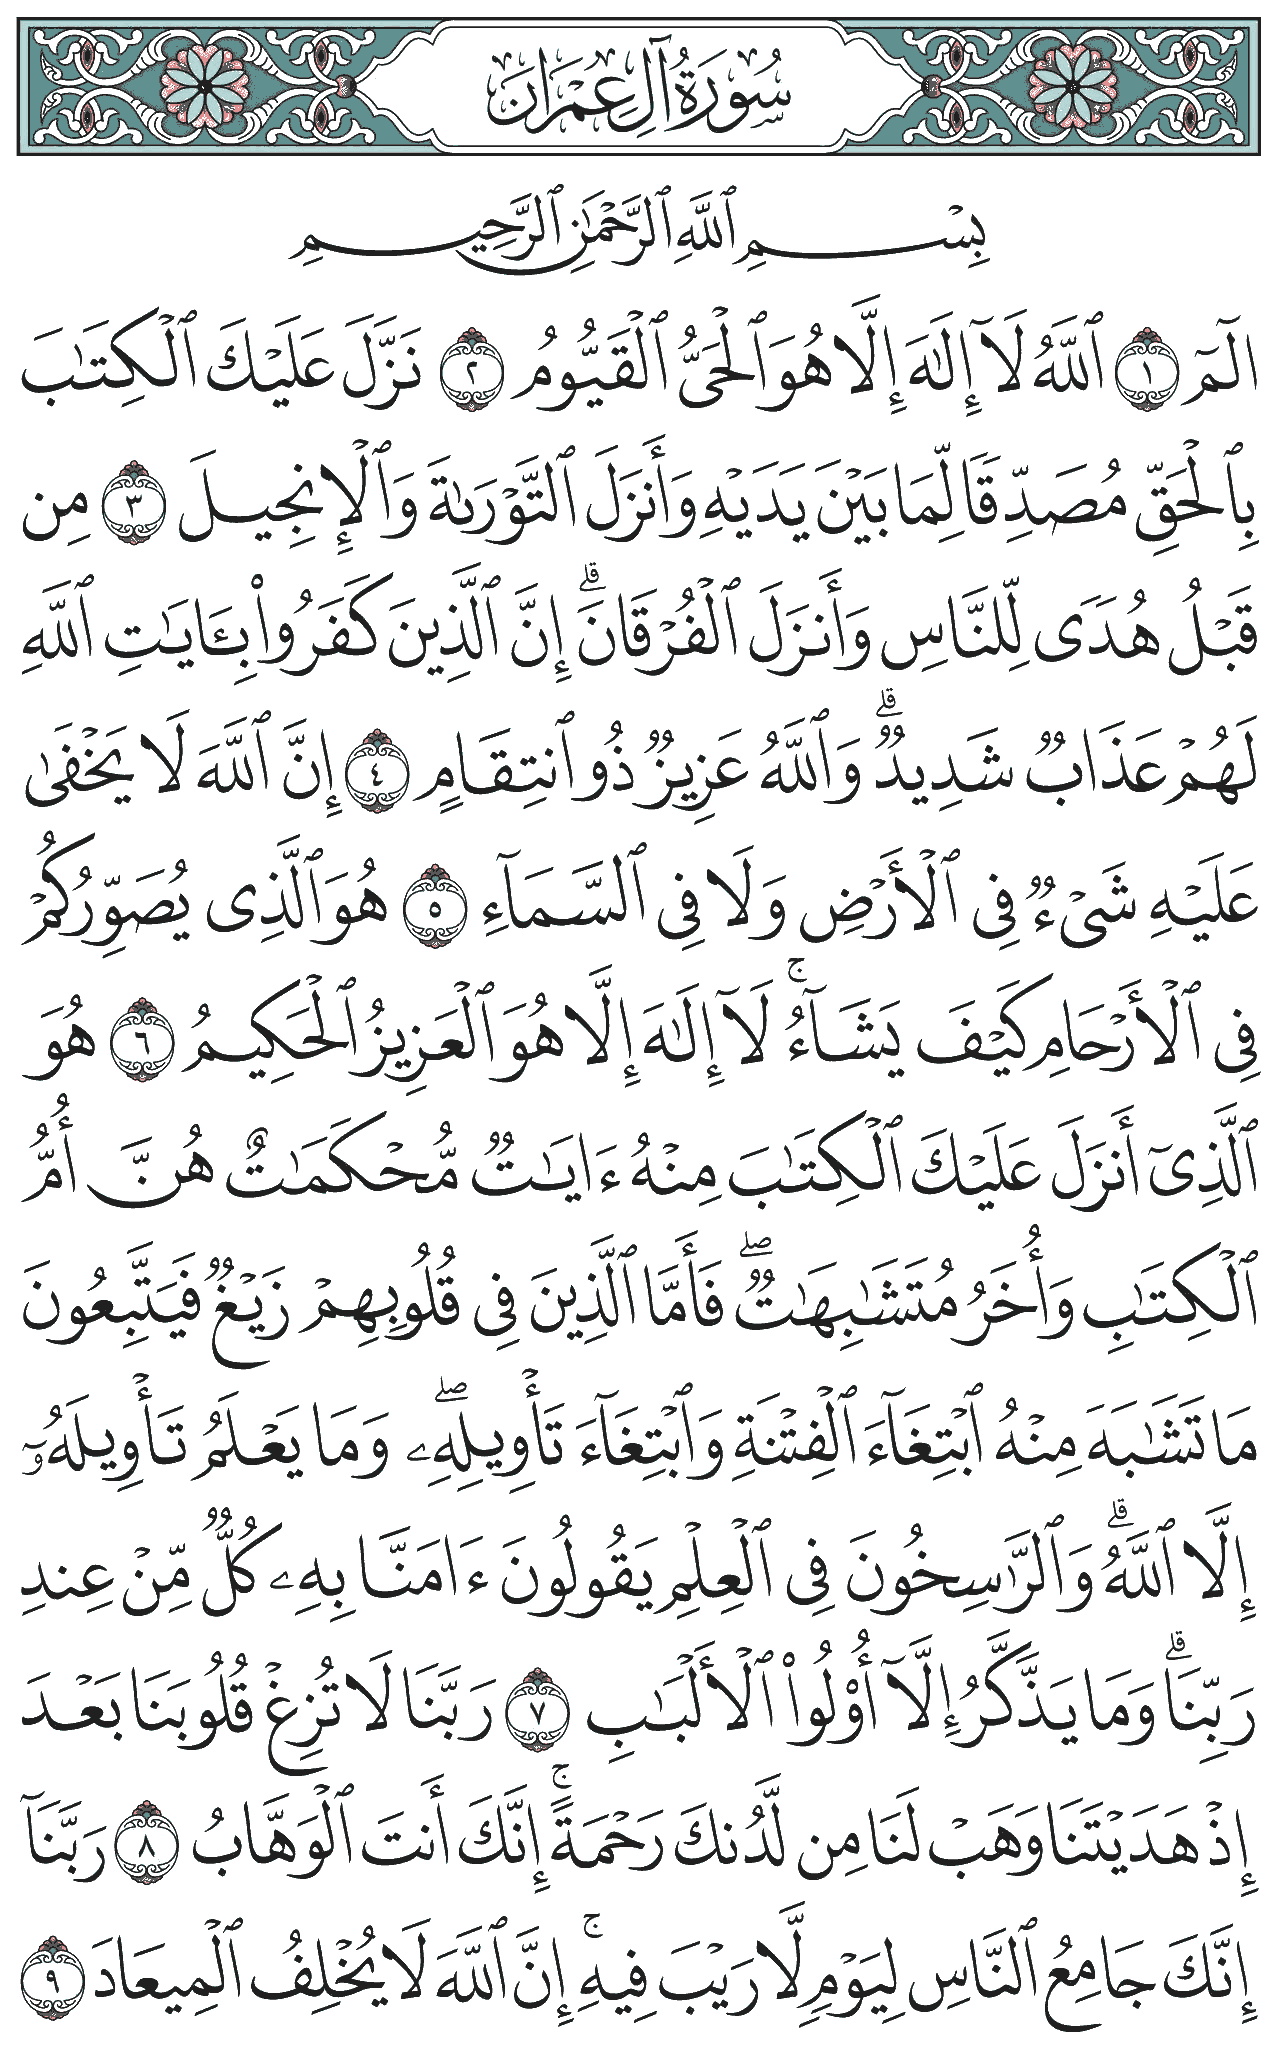 سُورَةُ آلِ عِمْرَانَ
بِسْمِ ٱللَّهِ ٱلرَّحْمَٰنِ ٱلرَّحِيمِ
الٓمٓ ١ ٱللَّهُ لَآ إِلَٰهَ إِلَّا هُوَ ٱلْحَىُّ ٱلْقَيُّومُ ٢ نَزَّلَ عَلَيْكَ ٱلْكِتَٰبَ
بِٱلْحَقِّ مُصَدِّقًا لِّمَا بَيْنَ يَدَيْهِ وَأَنزَلَ ٱلتَّوْرَىٰةَ وَٱلْإِنجِيلَ ٣ مِن
قَبْلُ هُدًى لِّلنَّاسِ وَأَنزَلَ ٱلْفُرْقَانَ ۗ إِنَّ ٱلَّذِينَ كَفَرُوا۟ بِـَٔايَٰتِ ٱللَّهِ
لَهُمْ عَذَابٌ شَدِيدٌ ۗ وَٱللَّهُ عَزِيزٌ ذُو ٱنتِقَامٍ ٤ إِنَّ ٱللَّهَ لَا يَخْفَىٰ
عَلَيْهِ شَىْءٌ فِى ٱلْأَرْضِ وَلَا فِى ٱلسَّمَآءِ ٥ هُوَ ٱلَّذِى يُصَوِّرُكُمْ
فِى ٱلْأَرْحَامِ كَيْفَ يَشَآءُ ۚ لَآ إِلَٰهَ إِلَّا هُوَ ٱلْعَزِيزُ ٱلْحَكِيمُ ٦ هُوَ
ٱلَّذِىٓ أَنزَلَ عَلَيْكَ ٱلْكِتَٰبَ مِنْهُ ءَايَٰتٌ مُّحْكَمَٰتٌ هُنَّ أُمُّ
ٱلْكِتَٰبِ وَأُخَرُ مُتَشَٰبِهَٰتٌ ۖ فَأَمَّا ٱلَّذِينَ فِى قُلُوبِهِمْ زَيْغٌ فَيَتَّبِعُونَ
مَا تَشَٰبَهَ مِنْهُ ٱبْتِغَآءَ ٱلْفِتْنَةِ وَٱبْتِغَآءَ تَأْوِيلِهِۦ ۖ وَمَا يَعْلَمُ تَأْوِيلَهُۥٓ
إِلَّا ٱللَّهُ ۗ وَٱلرَّٰسِخُونَ فِى ٱلْعِلْمِ يَقُولُونَ ءَامَنَّا بِهِۦ كُلٌّ مِّنْ عِندِ
رَبِّنَا ۗ وَمَا يَذَّكَّرُ إِلَّآ أُو۟لُوا۟ ٱلْأَلْبَٰبِ ٧ رَبَّنَا لَا تُزِغْ قُلُوبَنَا بَعْدَ
إِذْ هَدَيْتَنَا وَهَبْ لَنَا مِن لَّدُنكَ رَحْمَةً ۚ إِنَّكَ أَنتَ ٱلْوَهَّابُ ٨ رَبَّنَآ
إِنَّكَ جَامِعُ ٱلنَّاسِ لِيَوْمٍ لَّا رَيْبَ فِيهِ ۚ إِنَّ ٱللَّهَ لَا يُخْلِفُ ٱلْمِيعَادَ ٩